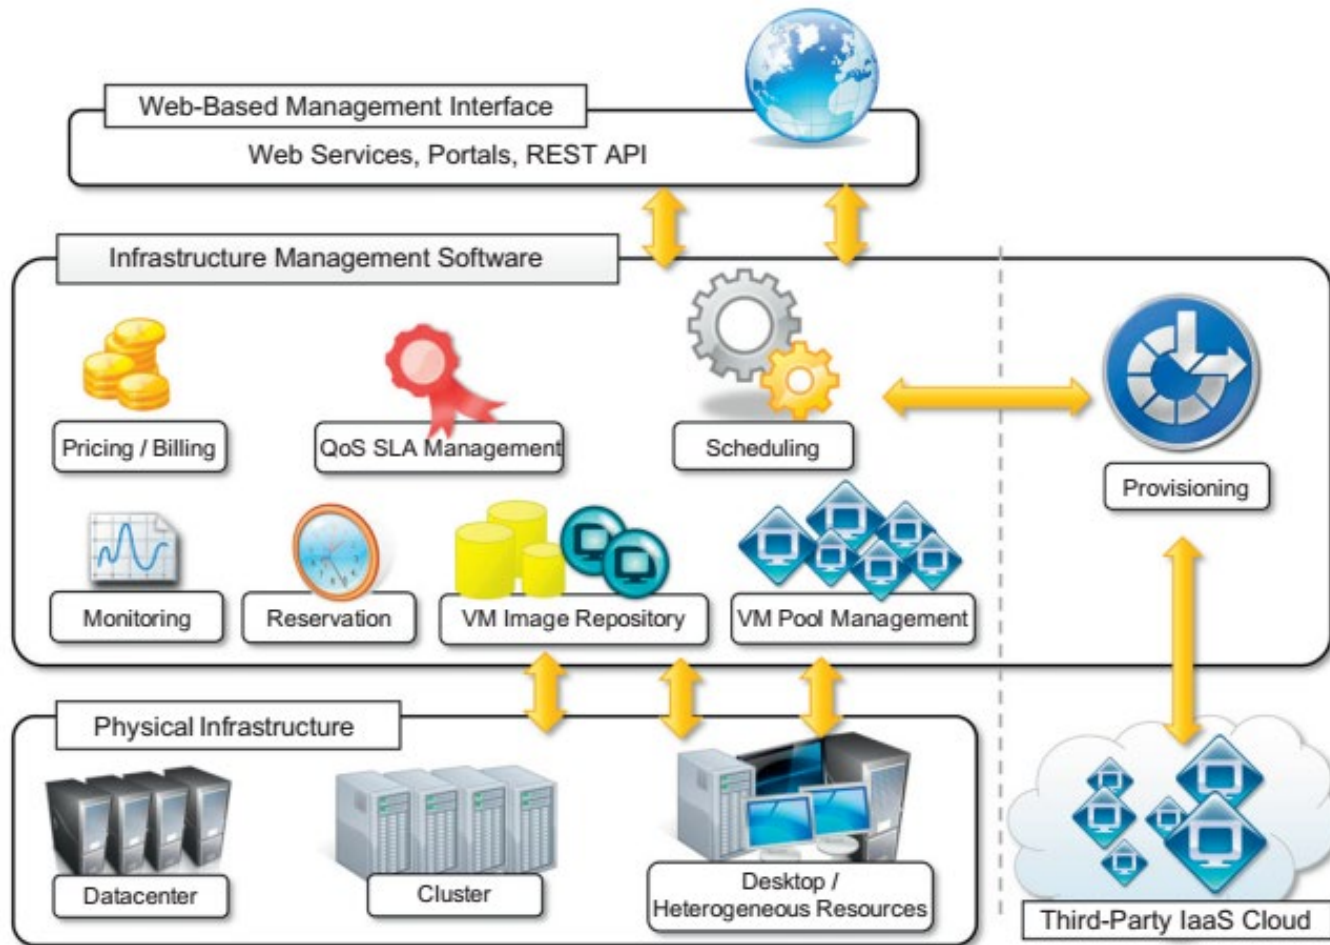 Web-Based Management Interface
Web Services, Portals, REST API
Infrastructure Management Software
Pricing / Billing
QoS SLA Management
Scheduling
Provisioning
Monitoring
Reservation
VM Image Repository
VM Pool Management
Physical Infrastructure
Datacenter
Cluster
Desktop /
Heterogeneous Resources
Third-Party IaaS Cloud